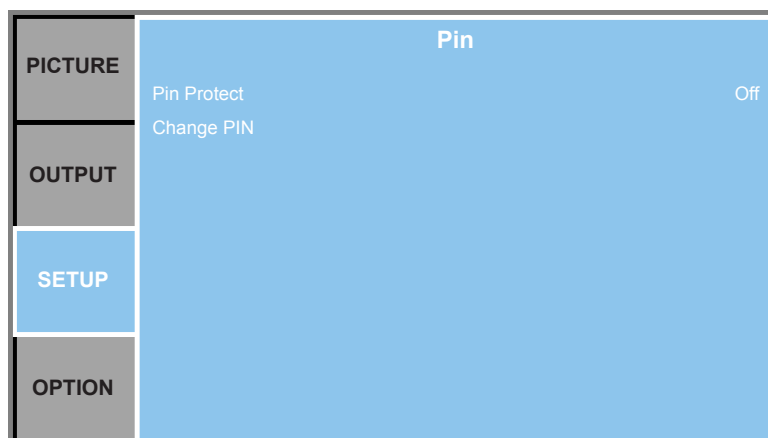 PICTURE
OUTPUT
SETUP
OPTION
Pin
Pin Protect Off
Change PIN